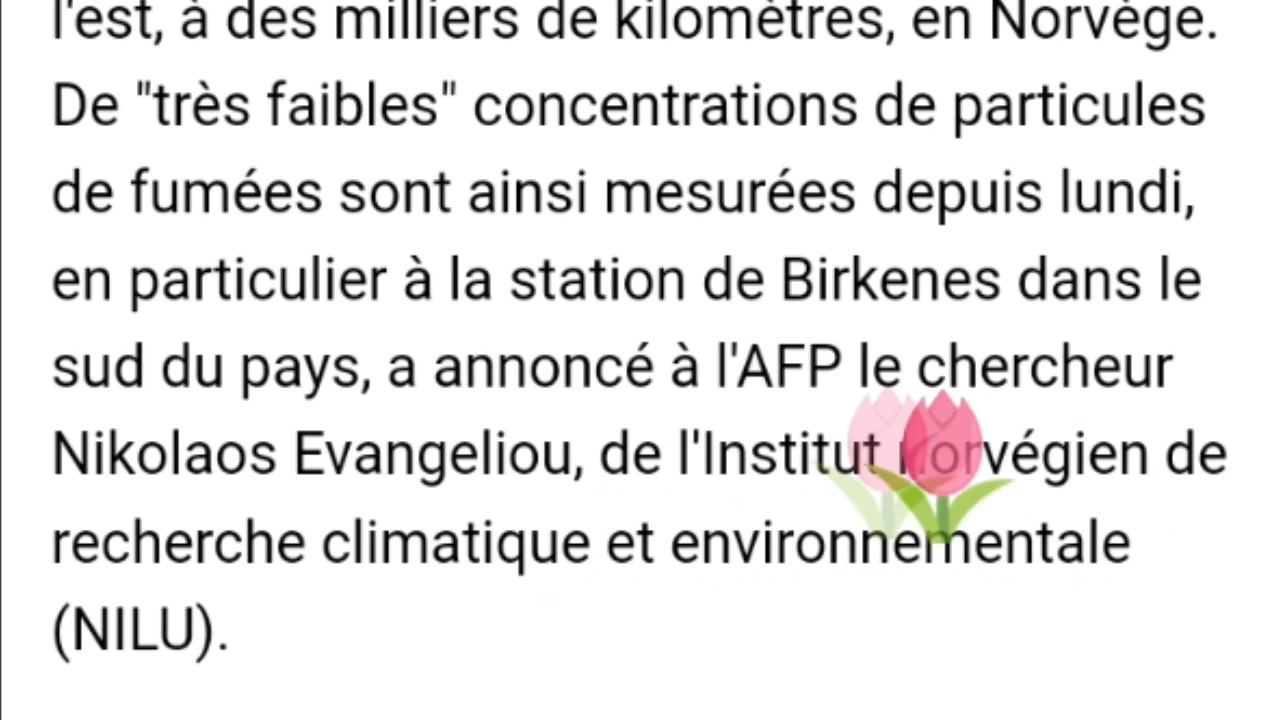 l'est, à des milliers de kilomètres, en Norvège.
De "très faibles" concentrations de particules
de fumées sont ainsi mesurées depuis lundi,
en particulier à la station de Birkenes dans le
sud du pays, a annoncé à l'AFP le chercheur
Nikolaos Evangeliou, de l'Institut norvégien de
recherche climatique et environnementale
(NILU).